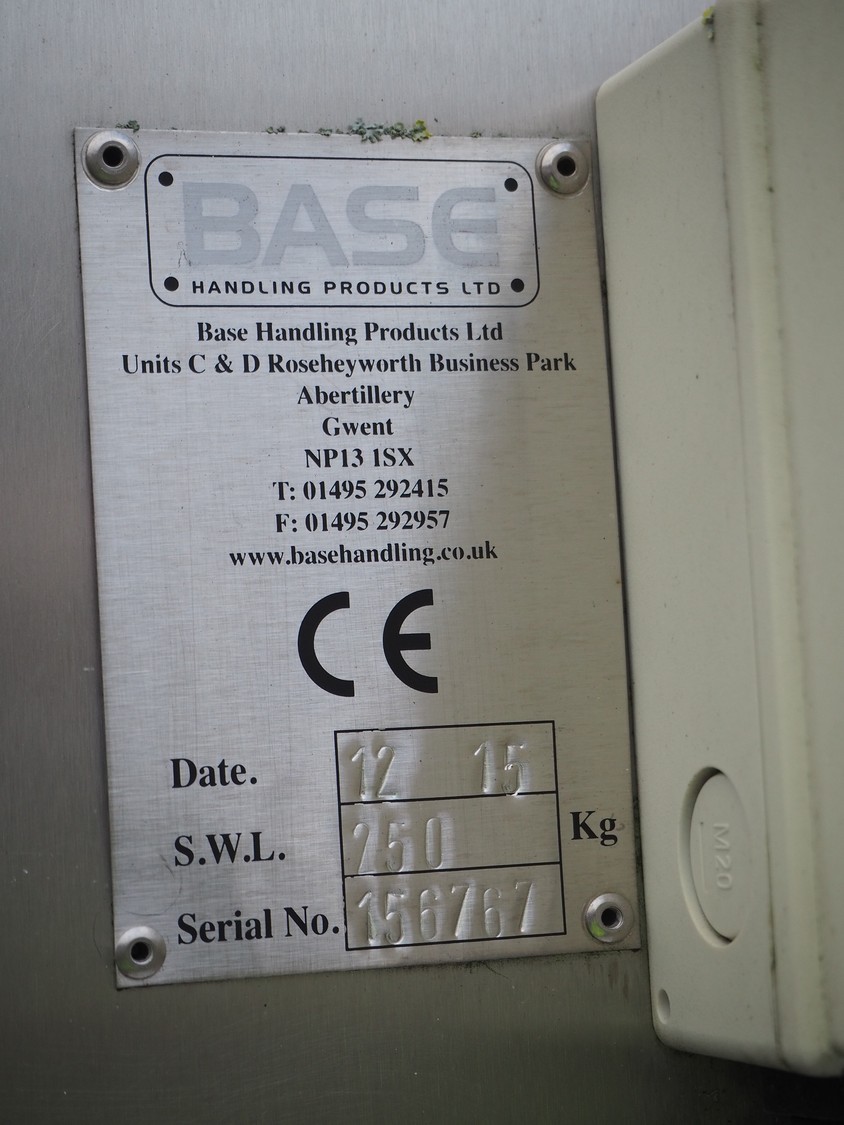 BASE
HANDLING PRODUCTS LTD
Base Handling Products Ltd
Units C & D Roseheyworth Business Park
Abertillery
Gwent
NP13 1SX
T: 01495 292415
F: 01495 292957
www.basehandling.co.uk
CE
Date. 12 15
S.W.L. 250 Kg
Serial No. 156767
M20